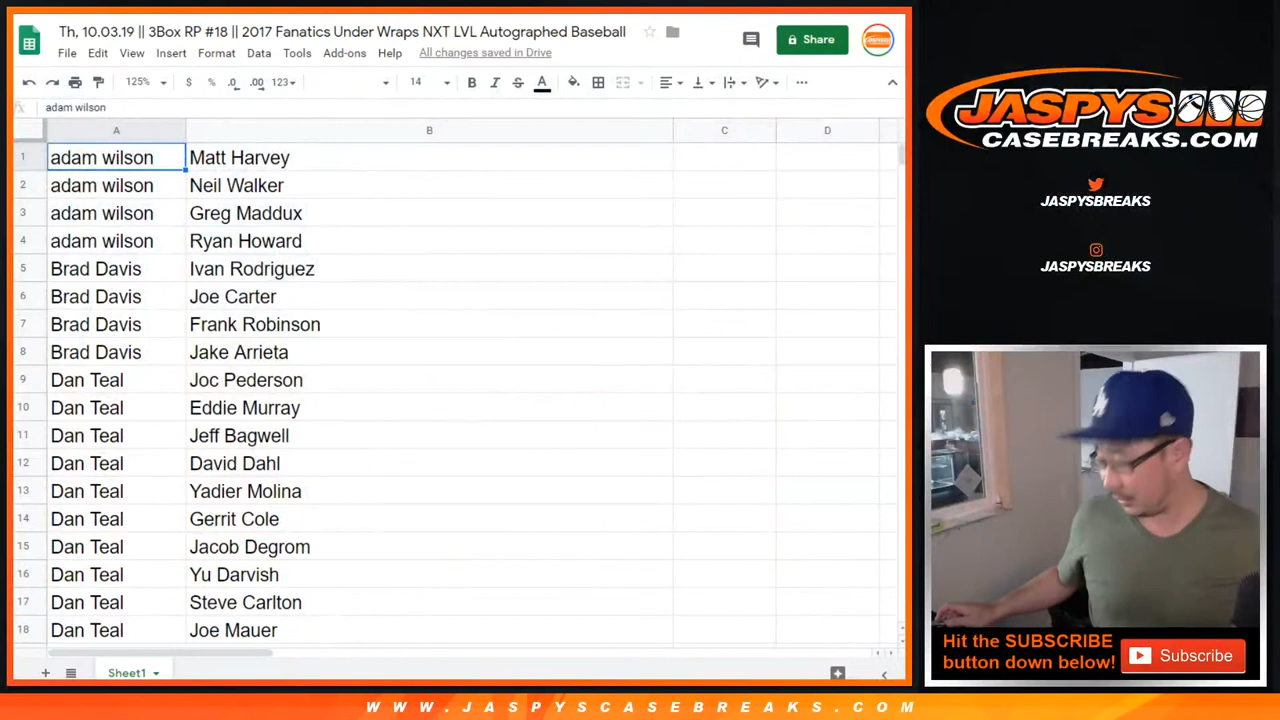 Th, 10.03.19 || 3Box RP #18 || 2017 Fanatics Under Wraps NXT LVL Autographed Baseball
Share
File Edit View Insert Format Data Tools Add-ons Help All changes saved in Drive
125% $ % .0 .00 123 14 B I S A
fx adam wilson
A B C D
1 adam wilson Matt Harvey
2 adam wilson Neil Walker
3 adam wilson Greg Maddux
4 adam wilson Ryan Howard
5 Brad Davis Ivan Rodriguez
6 Brad Davis Joe Carter
7 Brad Davis Frank Robinson
8 Brad Davis Jake Arrieta
9 Dan Teal Joc Pederson
10 Dan Teal Eddie Murray
11 Dan Teal Jeff Bagwell
12 Dan Teal David Dahl
13 Dan Teal Yadier Molina
14 Dan Teal Gerrit Cole
15 Dan Teal Jacob Degrom
16 Dan Teal Yu Darvish
17 Dan Teal Steve Carlton
18 Dan Teal Joe Mauer
Sheet1
JASPYS
CASEBREAKS.COM
JASPYSBREAKS
JASPYSBREAKS
Hit the SUBSCRIBE
button down below!
Subscribe
WWW.JASPYSCASEBREAKS.COM